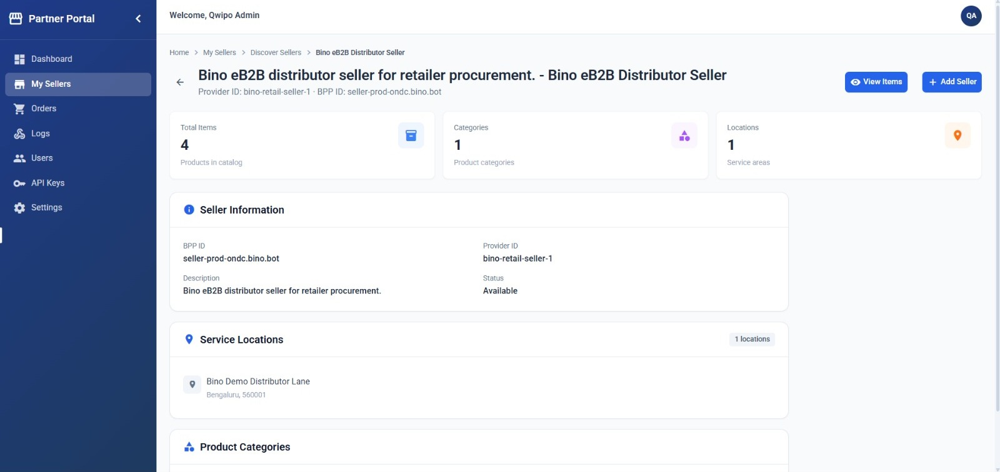 Partner Portal
Welcome, Qwipo Admin
QA
Dashboard
My Sellers
Orders
Logs
Users
API Keys
Settings
Home > My Sellers > Discover Sellers > Bino eB2B Distributor Seller
Bino eB2B distributor seller for retailer procurement. - Bino eB2B Distributor Seller
Provider ID: bino-retail-seller-1 · BPP ID: seller-prod-ondc.bino.bot
View Items
+ Add Seller
Total Items
4
Products in catalog
Categories
1
Product categories
Locations
1
Service areas
Seller Information
BPP ID
seller-prod-ondc.bino.bot
Provider ID
bino-retail-seller-1
Description
Bino eB2B distributor seller for retailer procurement.
Status
Available
Service Locations
1 locations
Bino Demo Distributor Lane
Bengaluru, 560001
Product Categories